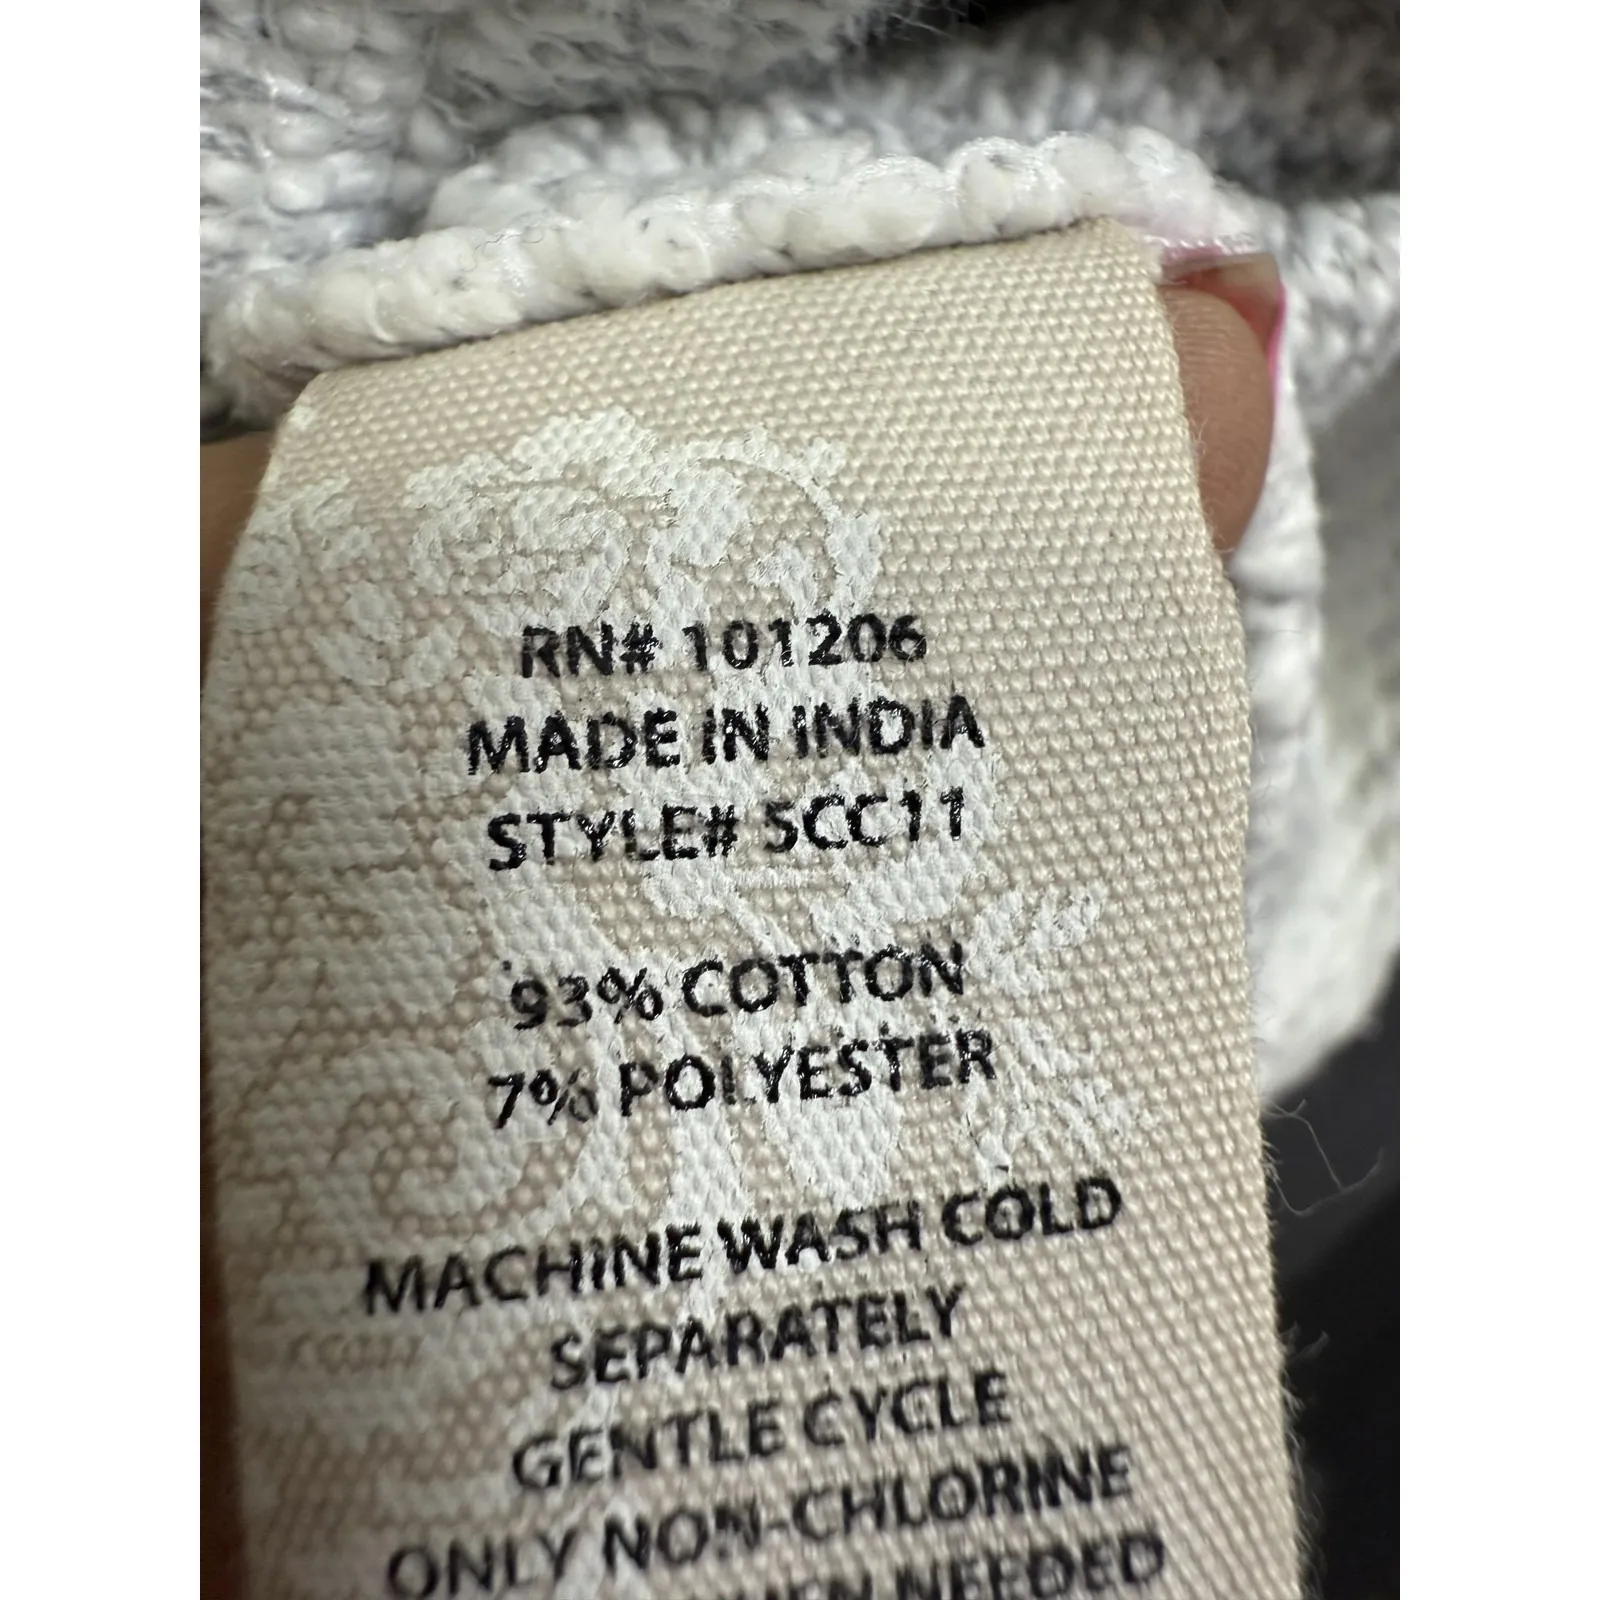 RN# 101206
MADE IN INDIA
STYLE# 5CC11
93% COTTON
7% POLYESTER
MACHINE WASH COLD
SEPARATELY
GENTLE CYCLE
ONLY NON-CHLORINE
NEEDED